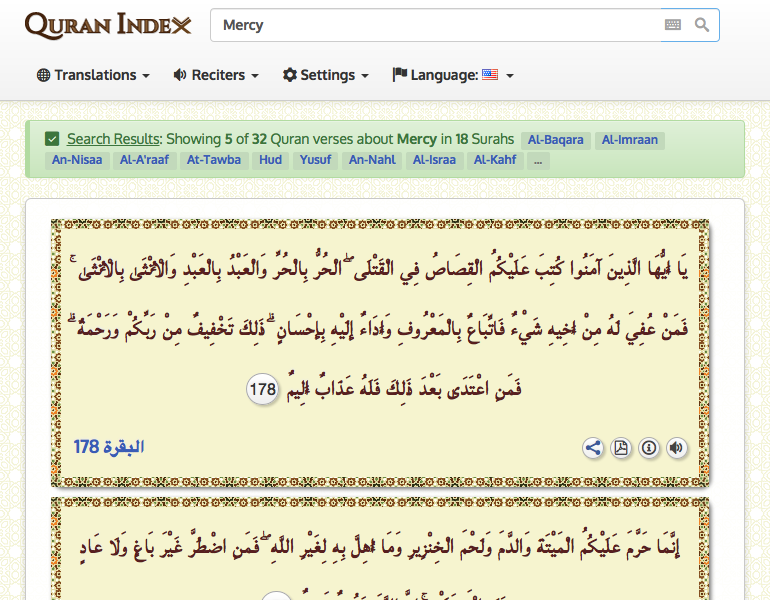 QURAN INDEX
Mercy
Translations Reciters Settings Language:
Search Results: Showing 5 of 32 Quran verses about Mercy in 18 Surahs Al-Baqara Al-Imraan
An-Nisaa Al-A'raaf At-Tawba Hud Yusuf An-Nahl Al-Israa Al-Kahf ...
يَا أَيُّهَا الَّذِينَ آمَنُوا كُتِبَ عَلَيْكُمُ الْقِصَاصُ فِي الْقَتْلَى ۖ الْحُرُّ بِالْحُرِّ وَالْعَبْدُ بِالْعَبْدِ وَالْأُنْثَىٰ بِالْأُنْثَىٰ ۚ
فَمَنْ عُفِيَ لَهُ مِنْ أَخِيهِ شَيْءٌ فَاتِّبَاعٌ بِالْمَعْرُوفِ وَأَدَاءٌ إِلَيْهِ بِإِحْسَانٍ ۗ ذَٰلِكَ تَخْفِيفٌ مِنْ رَبِّكُمْ وَرَحْمَةٌ ۗ
فَمَنِ اعْتَدَى بَعْدَ ذَٰلِكَ فَلَهُ عَذَابٌ أَلِيمٌ 178
البقرة 178
إِنَّمَا حَرَّمَ عَلَيْكُمُ الْمَيْتَةَ وَالدَّمَ وَلَحْمَ الْخِنْزِيرِ وَمَا أُهِلَّ بِهِ لِغَيْرِ اللَّهِ ۖ فَمَنِ اضْطُرَّ غَيْرَ بَاغٍ وَلَا عَادٍ